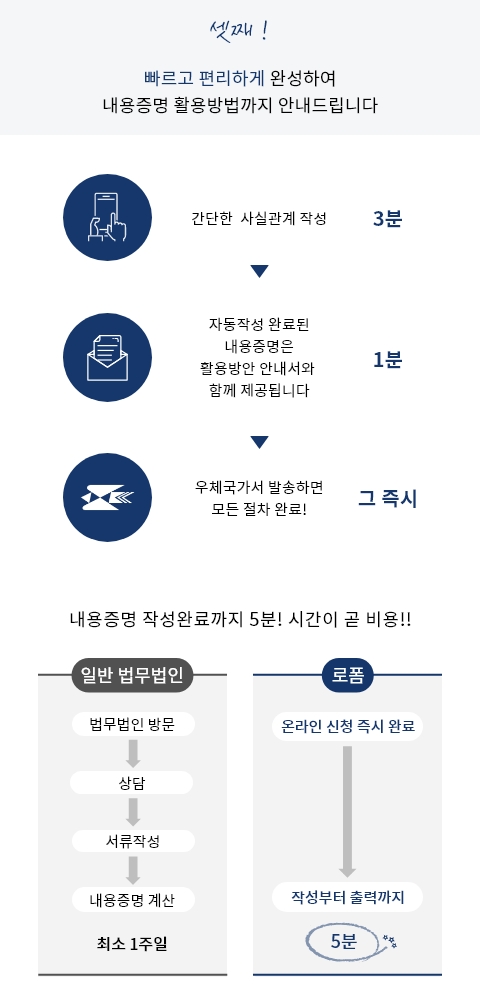 셋째!
빠르고 편리하게 완성하여
내용증명 활용방법까지 안내드립니다
간단한 사실관계 작성
3분
자동작성 완료된
내용증명은
활용방안 안내서와
함께 제공됩니다
1분
우체국가서 발송하면
모든 절차 완료!
그 즉시
내용증명 작성완료까지 5분! 시간이 곧 비용!!
일반 법무법인
법무법인 방문
상담
서류작성
내용증명 계산
최소 1주일
로폼
온라인 신청 즉시 완료
작성부터 출력까지
5분